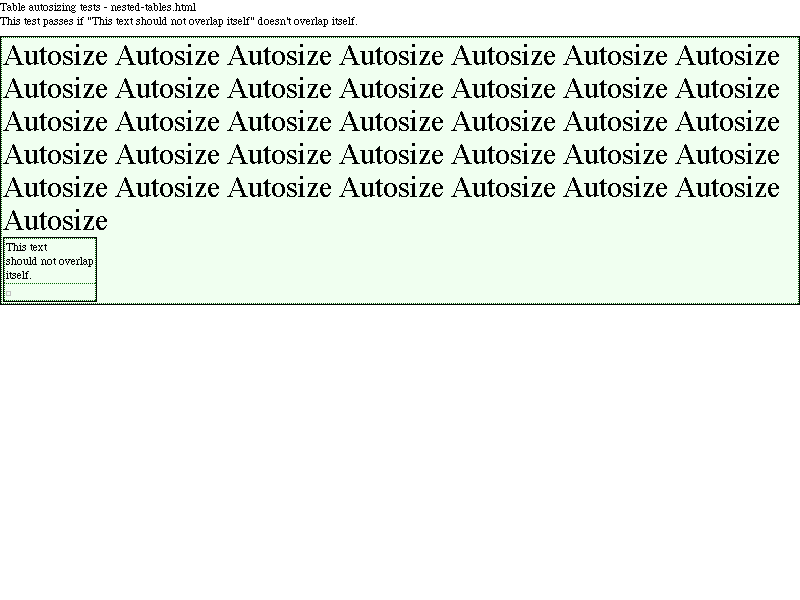 Table autosizing tests - nested-tables.html
This test passes if "This text should not overlap itself" doesn't overlap itself.
Autosize Autosize Autosize Autosize Autosize Autosize Autosize
Autosize Autosize Autosize Autosize Autosize Autosize Autosize
Autosize Autosize Autosize Autosize Autosize Autosize Autosize
Autosize Autosize Autosize Autosize Autosize Autosize Autosize
Autosize Autosize Autosize Autosize Autosize Autosize Autosize
Autosize
This text
should not overlap
itself.